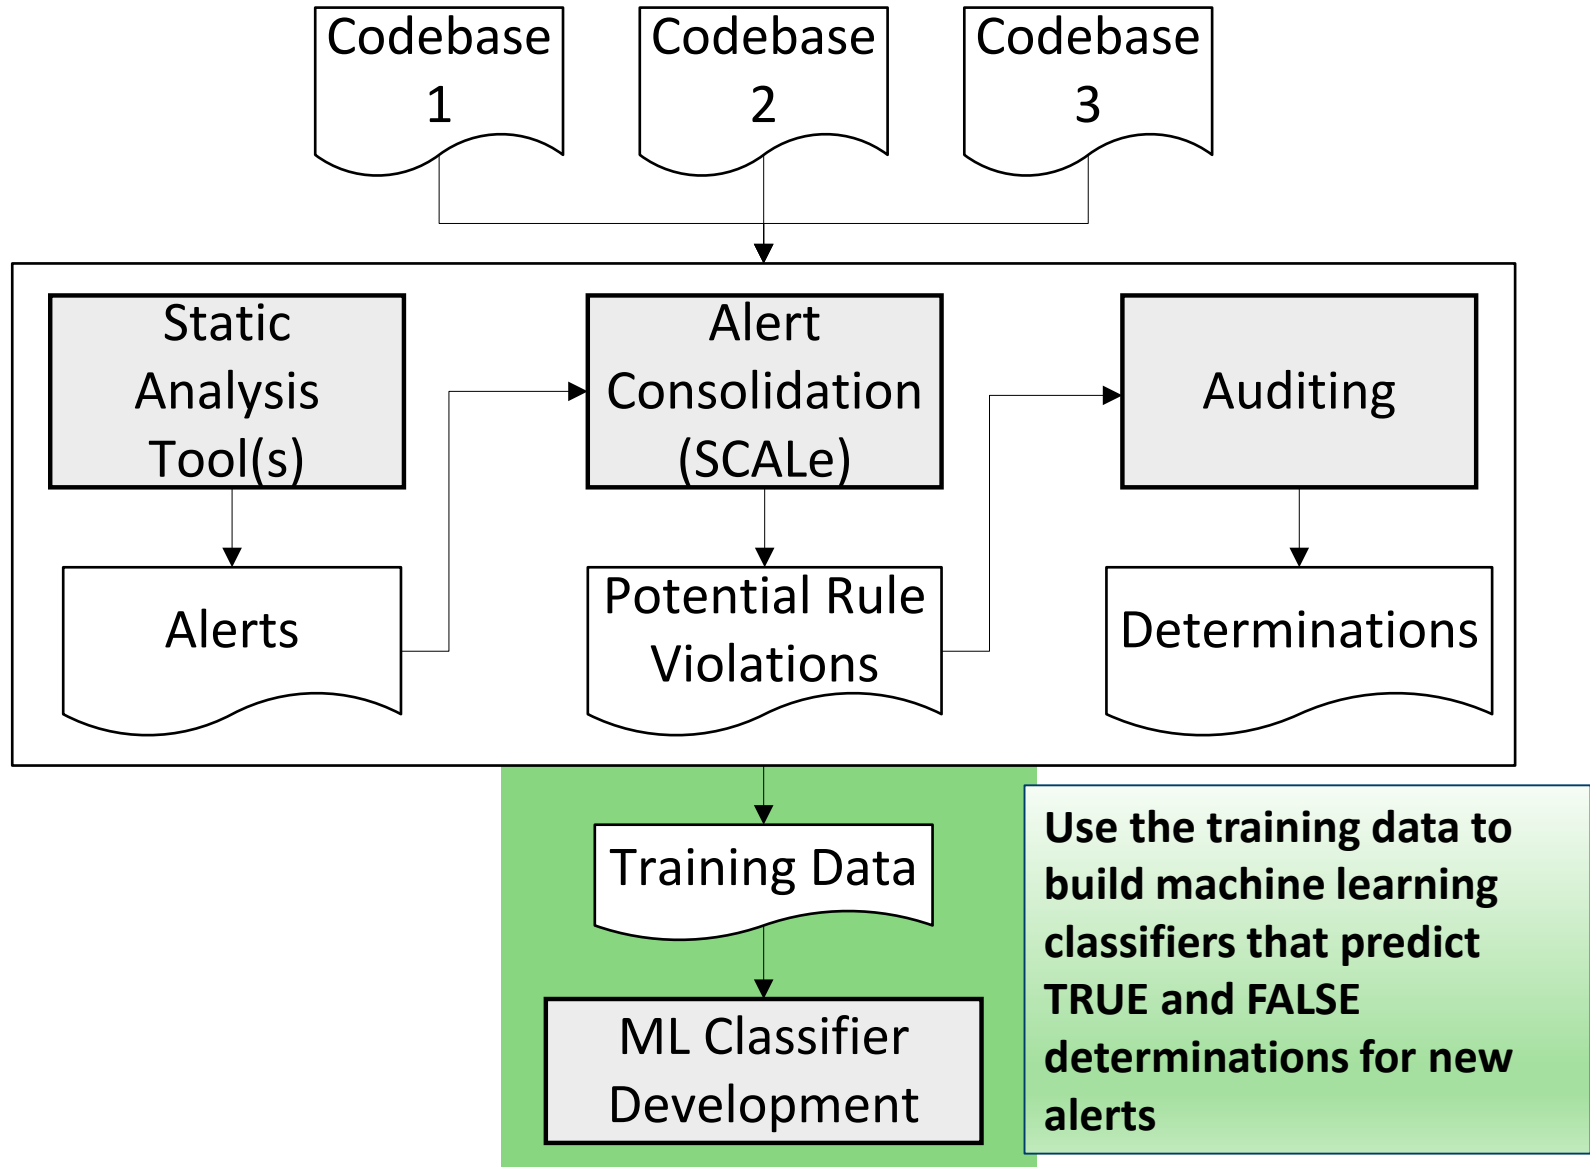 Codebase
1
Codebase
2
Codebase
3
Static
Analysis
Tool(s)
Alert
Consolidation
(SCALe)
Auditing
Alerts
Potential Rule
Violations
Determinations
Training Data
ML Classifier
Development
Use the training data to
build machine learning
classifiers that predict
TRUE and FALSE
determinations for new
alerts